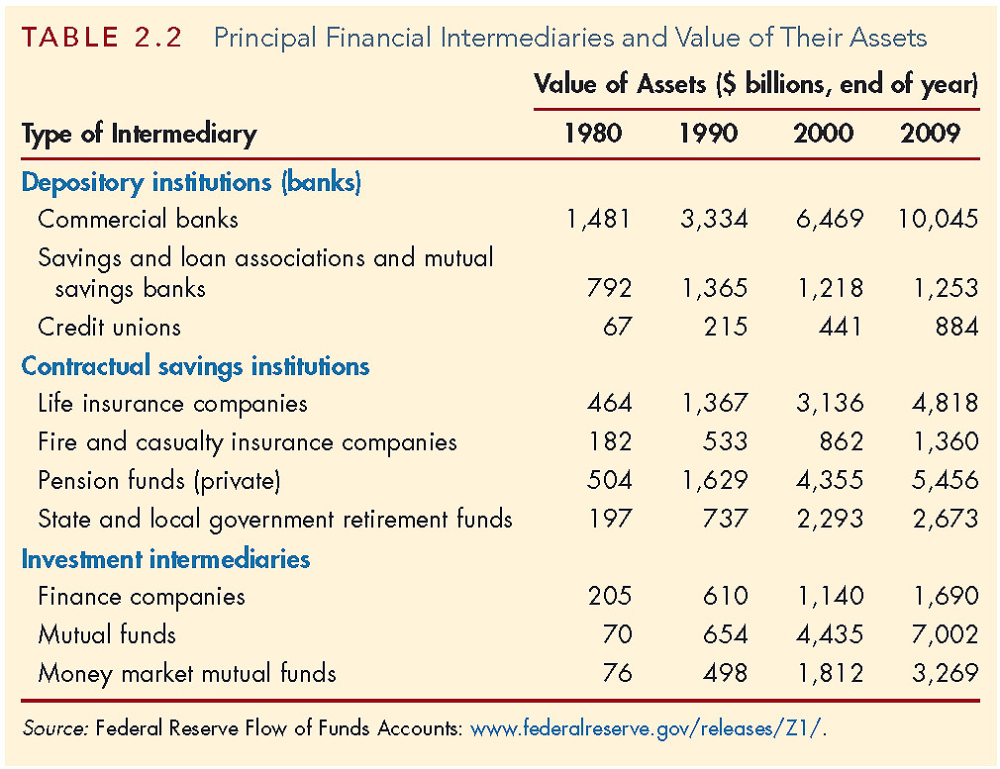 TABLE 2.2 Principal Financial Intermediaries and Value of Their Assets
Value of Assets ($ billions, end of year)
Type of Intermediary 1980 1990 2000 2009
Depository institutions (banks)
Commercial banks 1,481 3,334 6,469 10,045
Savings and loan associations and mutual
savings banks 792 1,365 1,218 1,253
Credit unions 67 215 441 884
Contractual savings institutions
Life insurance companies 464 1,367 3,136 4,818
Fire and casualty insurance companies 182 533 862 1,360
Pension funds (private) 504 1,629 4,355 5,456
State and local government retirement funds 197 737 2,293 2,673
Investment intermediaries
Finance companies 205 610 1,140 1,690
Mutual funds 70 654 4,435 7,002
Money market mutual funds 76 498 1,812 3,269
Source: Federal Reserve Flow of Funds Accounts: www.federalreserve.gov/releases/Z1/.